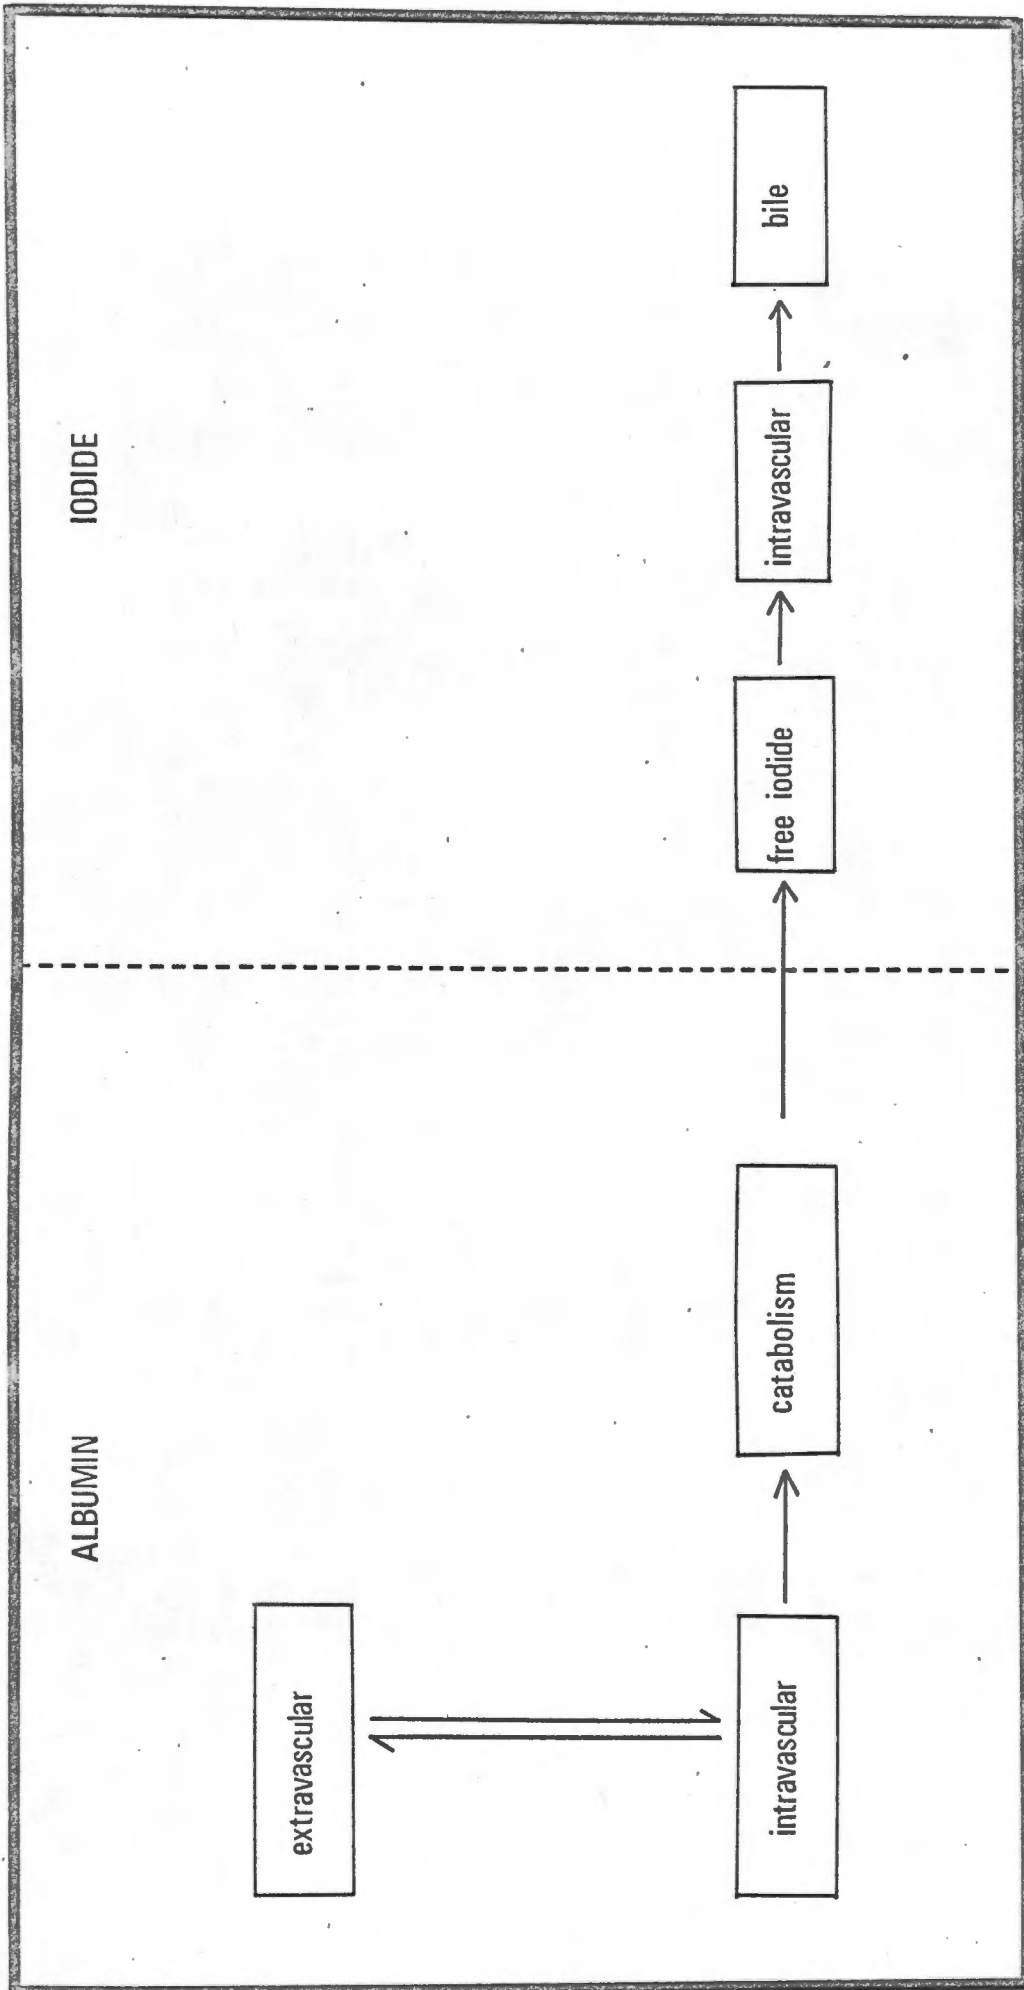 ALBUMIN
IODIDE
extravascular
intravascular
catabolism
free iodide
intravascular
bile